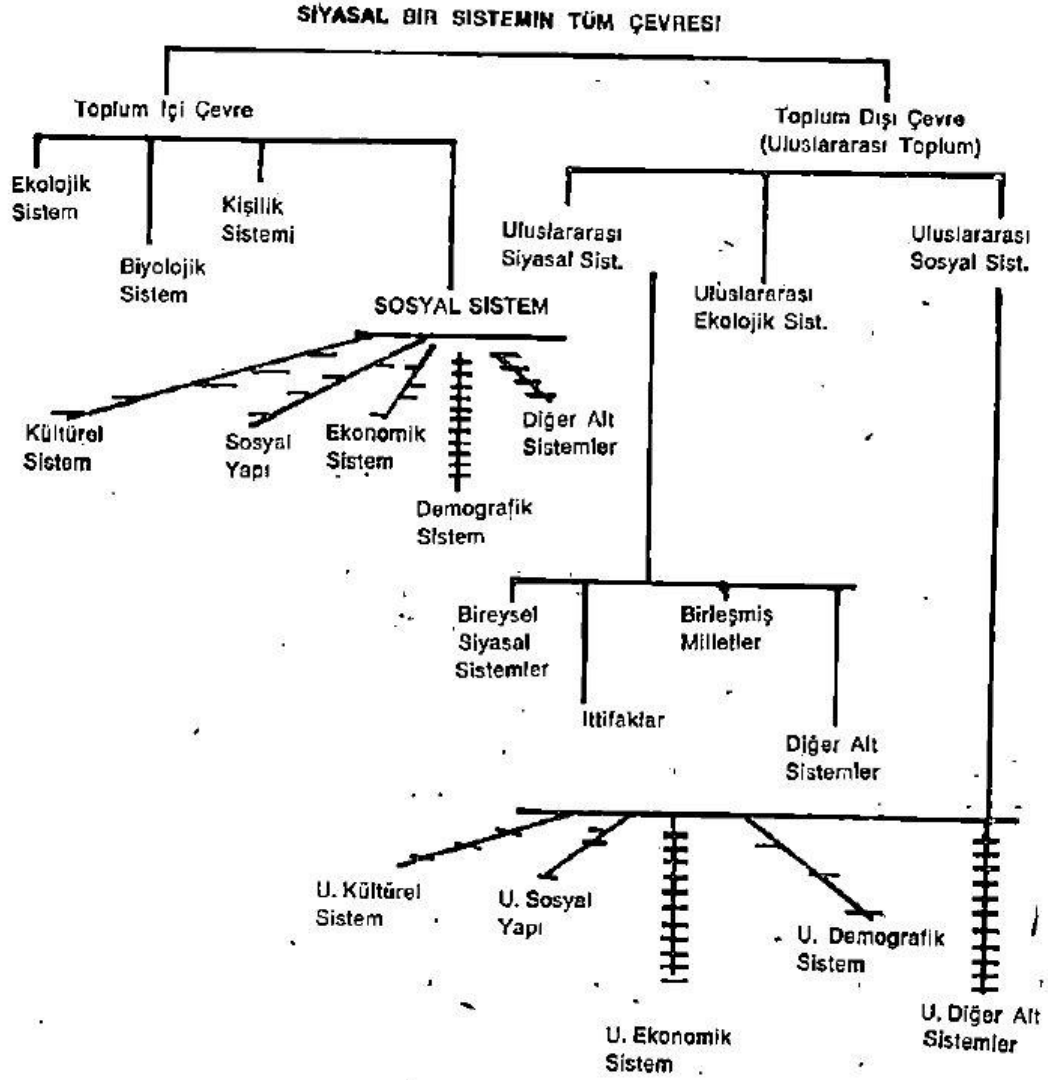 SİYASAL BİR SİSTEMİN TÜM ÇEVRESİ
Toplum İçi Çevre
Toplum Dışı Çevre
(Uluslararası Toplum)
Ekolojik
Sistem
Biyolojik
Sistem
Kişilik
Sistemi
SOSYAL SİSTEM
Uluslararası
Siyasal Sist.
Uluslararası
Ekolojik Sist.
Uluslararası
Sosyal Sist.
Kültürel
Sistem
Sosyal
Yapı
Ekonomik
Sistem
Demografik
Sistem
Diğer Alt
Sistemler
Bireysel
Siyasal
Sistemler
İttifaklar
Birleşmiş
Milletler
Diğer Alt
Sistemler
U. Kültürel
Sistem
U. Sosyal
Yapı
U. Ekonomik
Sistem
U. Demografik
Sistem
U. Diğer Alt
Sistemler